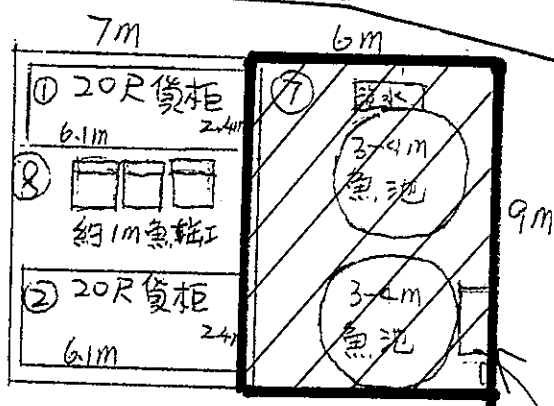 7m
6m
① 20尺貨柜
6.1m
2.4m
⑧
約1m魚缸
② 20尺貨柜
6.1m
2.4m
⑦
水
3-4m
魚池
9m
3-4m
魚池